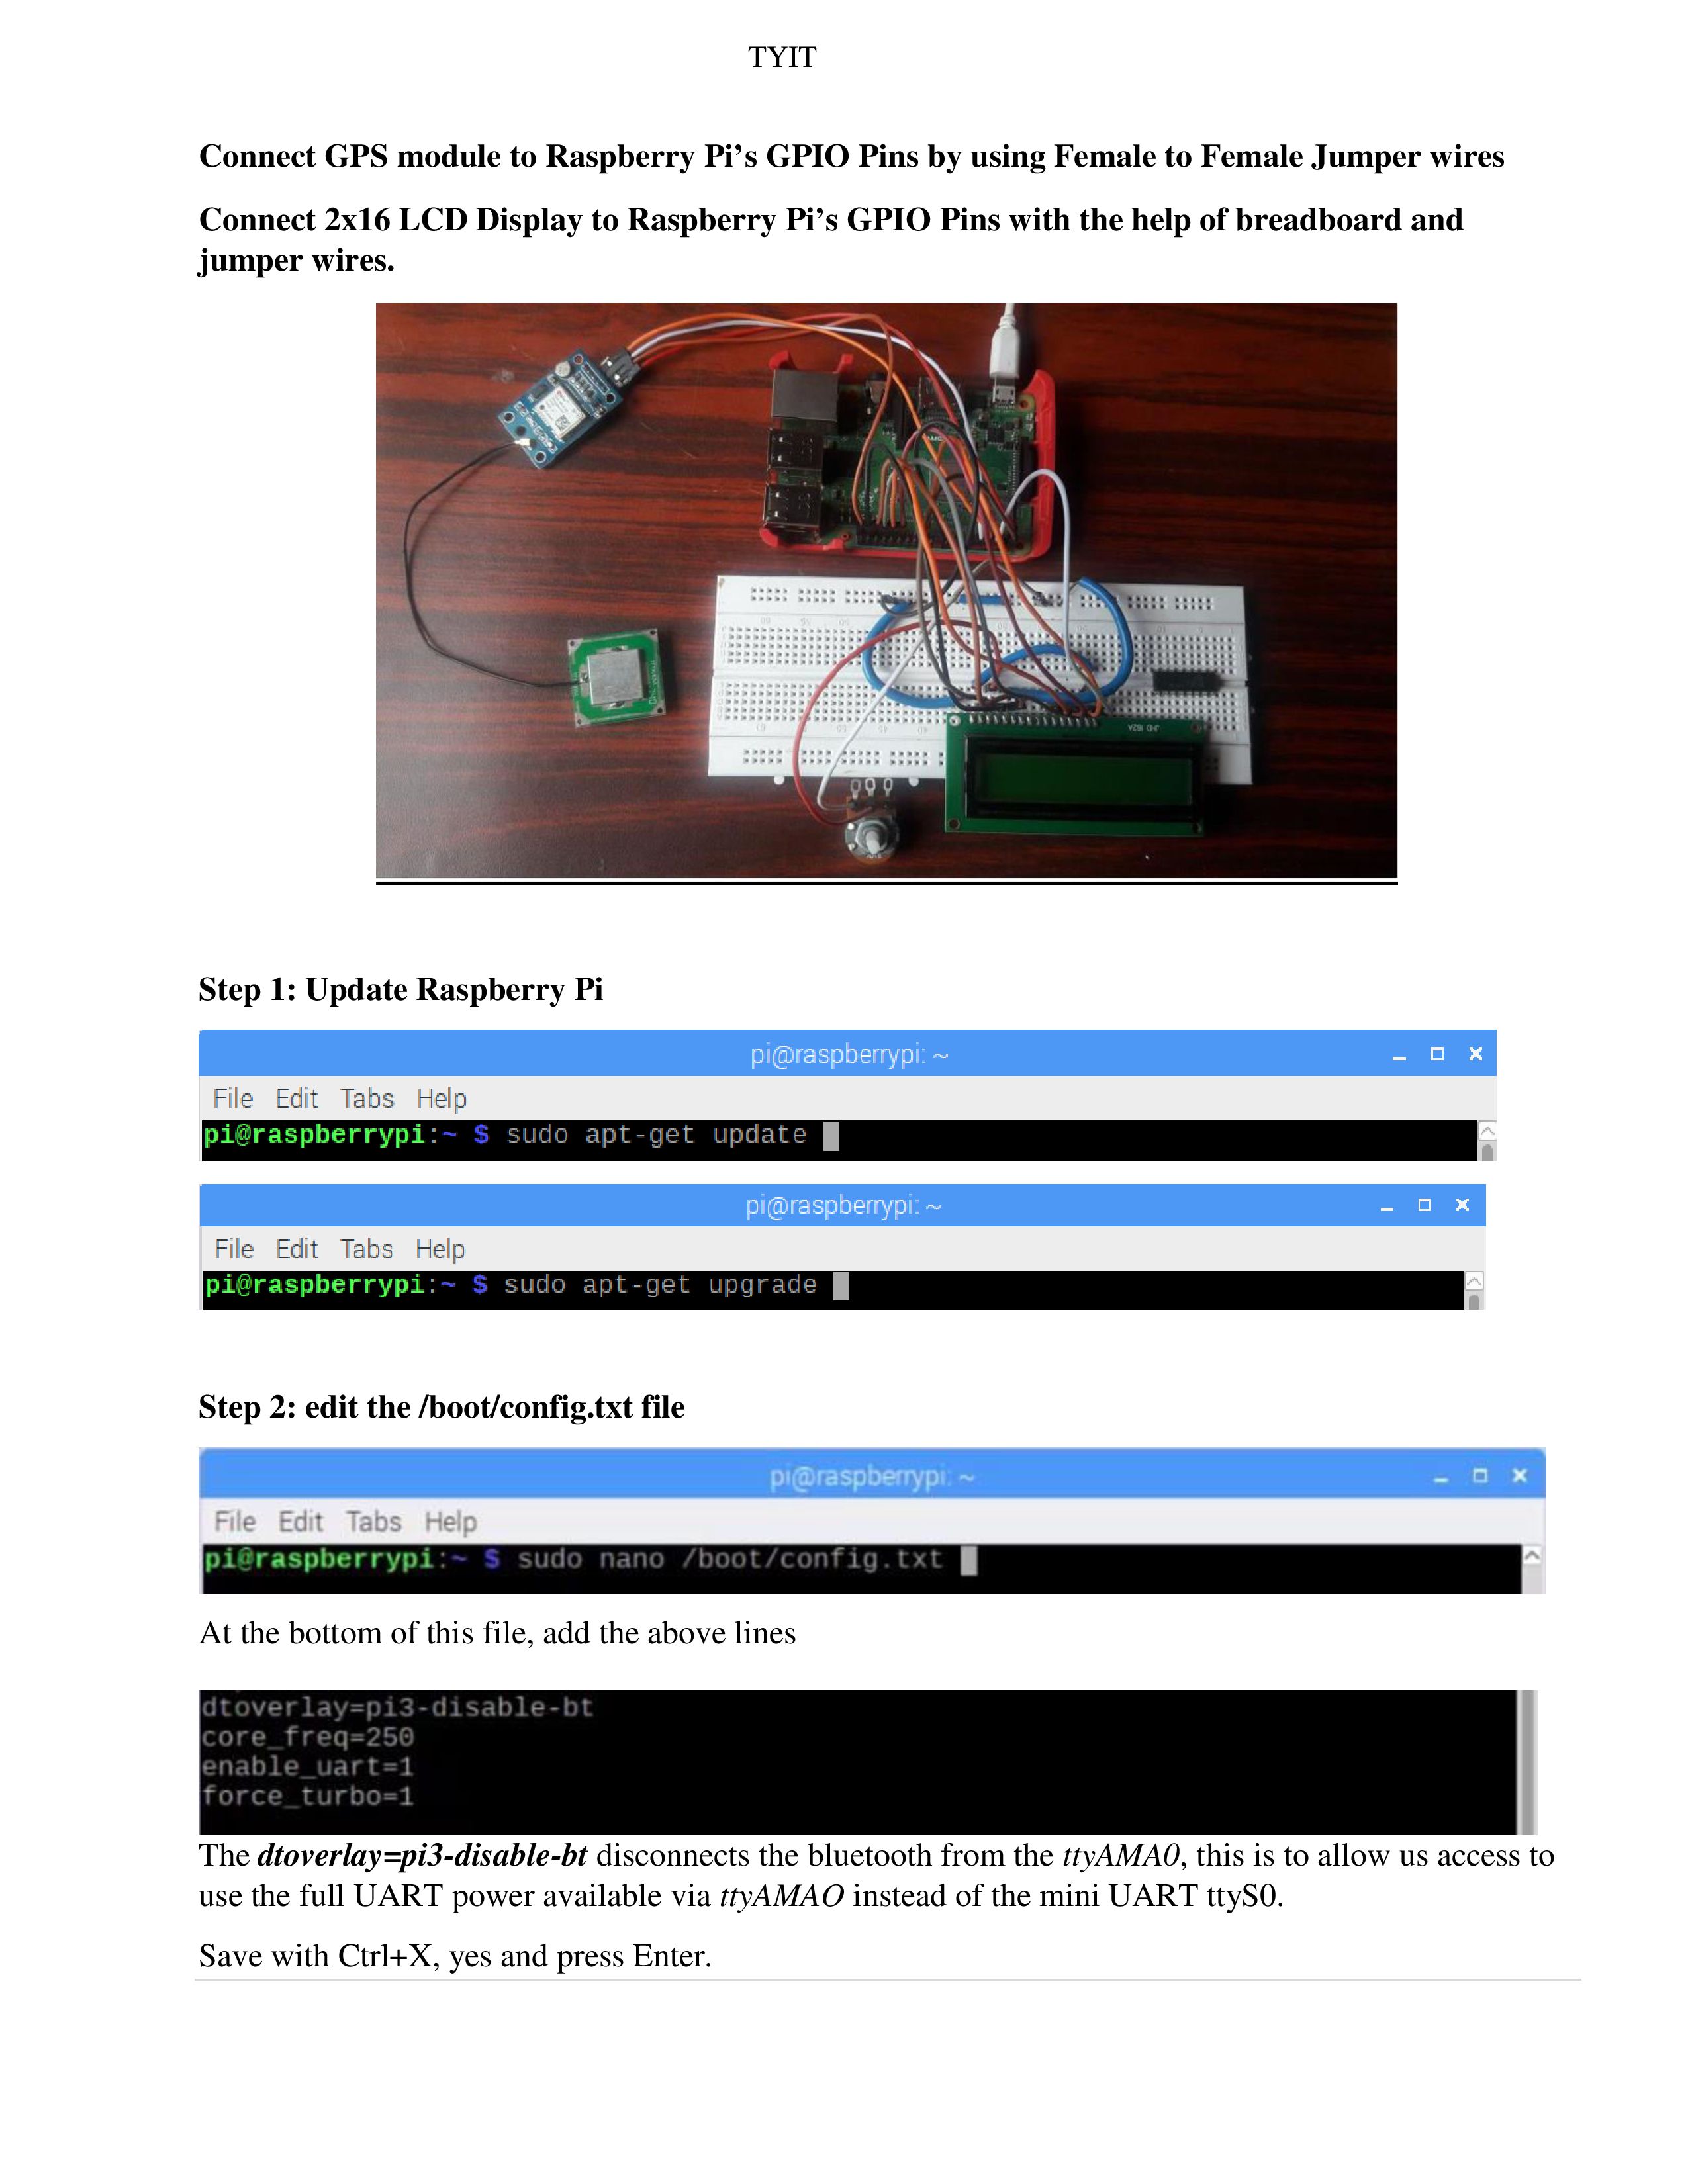 TYIT
Connect GPS module to Raspberry Pi’s GPIO Pins by using Female to Female Jumper wires
Connect 2x16 LCD Display to Raspberry Pi’s GPIO Pins with the help of breadboard and
jumper wires.
JHD 162A
Step 1: Update Raspberry Pi
pi@raspberrypi: ~
File Edit Tabs Help
pi@raspberrypi:~ $ sudo apt-get update
pi@raspberrypi: ~
File Edit Tabs Help
pi@raspberrypi:~ $ sudo apt-get upgrade
Step 2: edit the /boot/config.txt file
pi@raspberrypi: ~
File Edit Tabs Help
pi@raspberrypi:~ $ sudo nano /boot/config.txt
At the bottom of this file, add the above lines
dtoverlay=pi3-disable-bt
core_freq=250
enable_uart=1
force_turbo=1
The dtoverlay=pi3-disable-bt disconnects the bluetooth from the ttyAMA0, this is to allow us access to
use the full UART power available via ttyAMAO instead of the mini UART ttyS0.
Save with Ctrl+X, yes and press Enter.